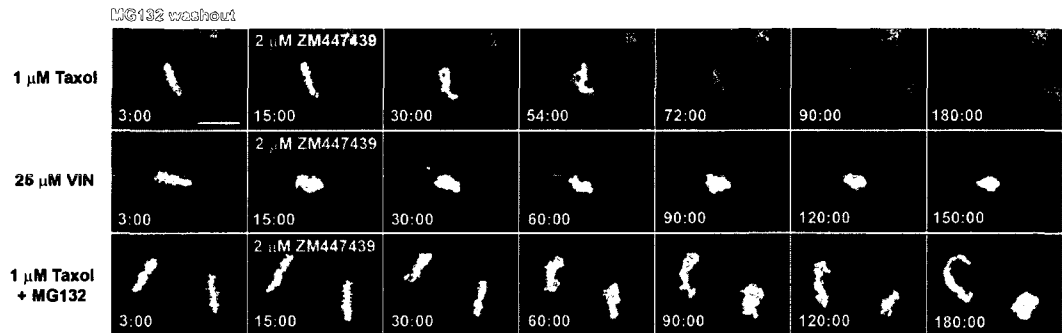 MG132 washout
1 μM Taxol
2 μM ZM447439
3:00 15:00 30:00 54:00 72:00 90:00 180:00
25 μM VIN
2 μM ZM447439
3:00 15:00 30:00 60:00 90:00 120:00 150:00
1 μM Taxol
+ MG132
2 μM ZM447439
3:00 15:00 30:00 60:00 90:00 120:00 180:00